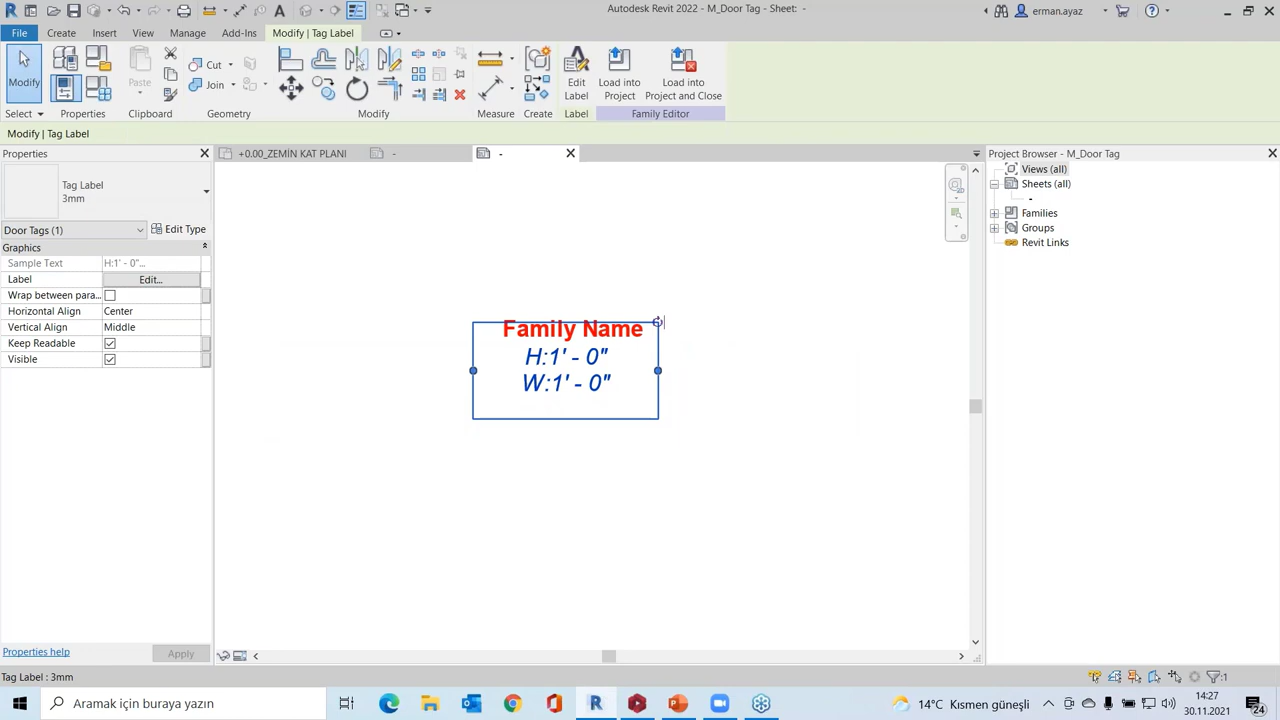 Autodesk Revit 2022 - M_Door Tag - Sheet: -
erman.ayaz
File Create Insert View Manage Add-Ins Modify | Tag Label
Modify
Paste
Cut
Join
Edit Label
Load into Project
Load into Project and Close
Select Properties Clipboard Geometry Modify Measure Create Label Family Editor
Modify | Tag Label
Properties
+0.00_ZEMİN KAT PLANI
-
-
Project Browser - M_Door Tag
Tag Label
3mm
Door Tags (1)
Edit Type
Graphics
Sample Text H:1' - 0"...
Label Edit...
Wrap between para...
Horizontal Align Center
Vertical Align Middle
Keep Readable
Visible
Family Name
H:1' - 0"
W:1' - 0"
Views (all)
Sheets (all)
-
Families
Groups
Revit Links
Properties help
Apply
Tag Label : 3mm
:1
Aramak için buraya yazın
14°C Kısmen güneşli
14:27
30.11.2021
24